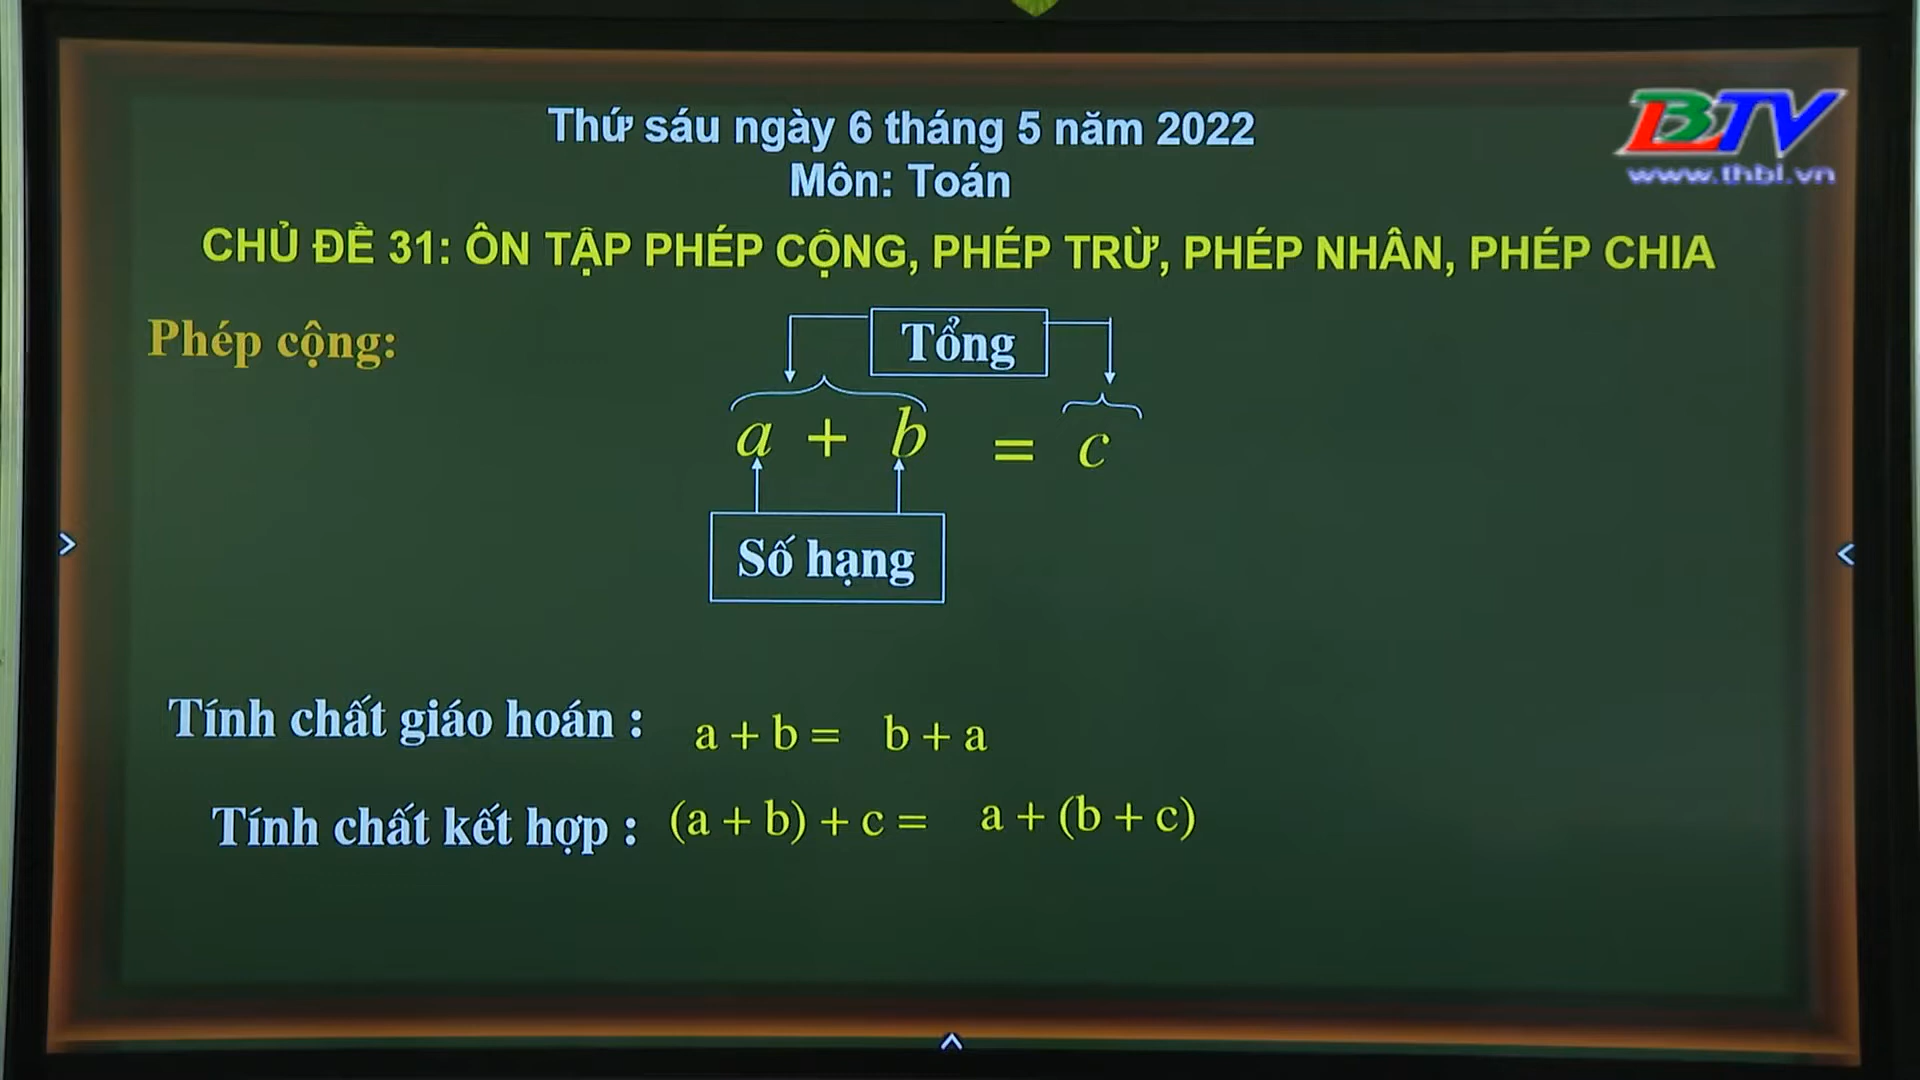 Thứ sáu ngày 6 tháng 5 năm 2022
BTV
www.thbl.vn
Môn: Toán
CHỦ ĐỀ 31: ÔN TẬP PHÉP CỘNG, PHÉP TRỪ, PHÉP NHÂN, PHÉP CHIA
Phép cộng:
Tổng
a + b = c
Số hạng
Tính chất giáo hoán : a + b = b + a
Tính chất kết hợp : (a + b) + c = a + (b + c)